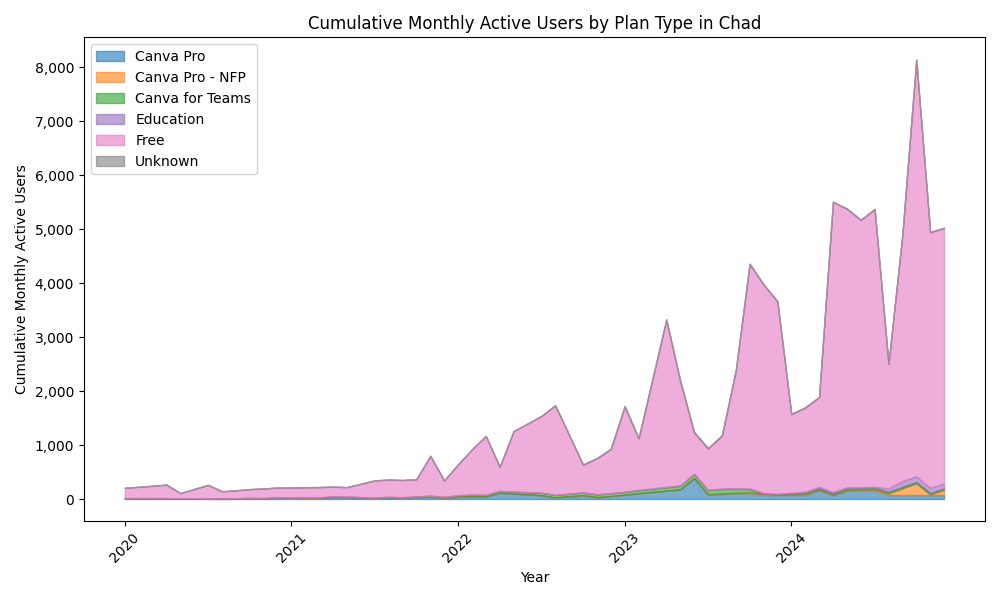 Cumulative Monthly Active Users by Plan Type in Chad
Canva Pro
Canva Pro - NFP
Canva for Teams
Education
Free
Unknown
Cumulative Monthly Active Users
8,000
7,000
6,000
5,000
4,000
3,000
2,000
1,000
0
2020
2021
2022
2023
2024
Year